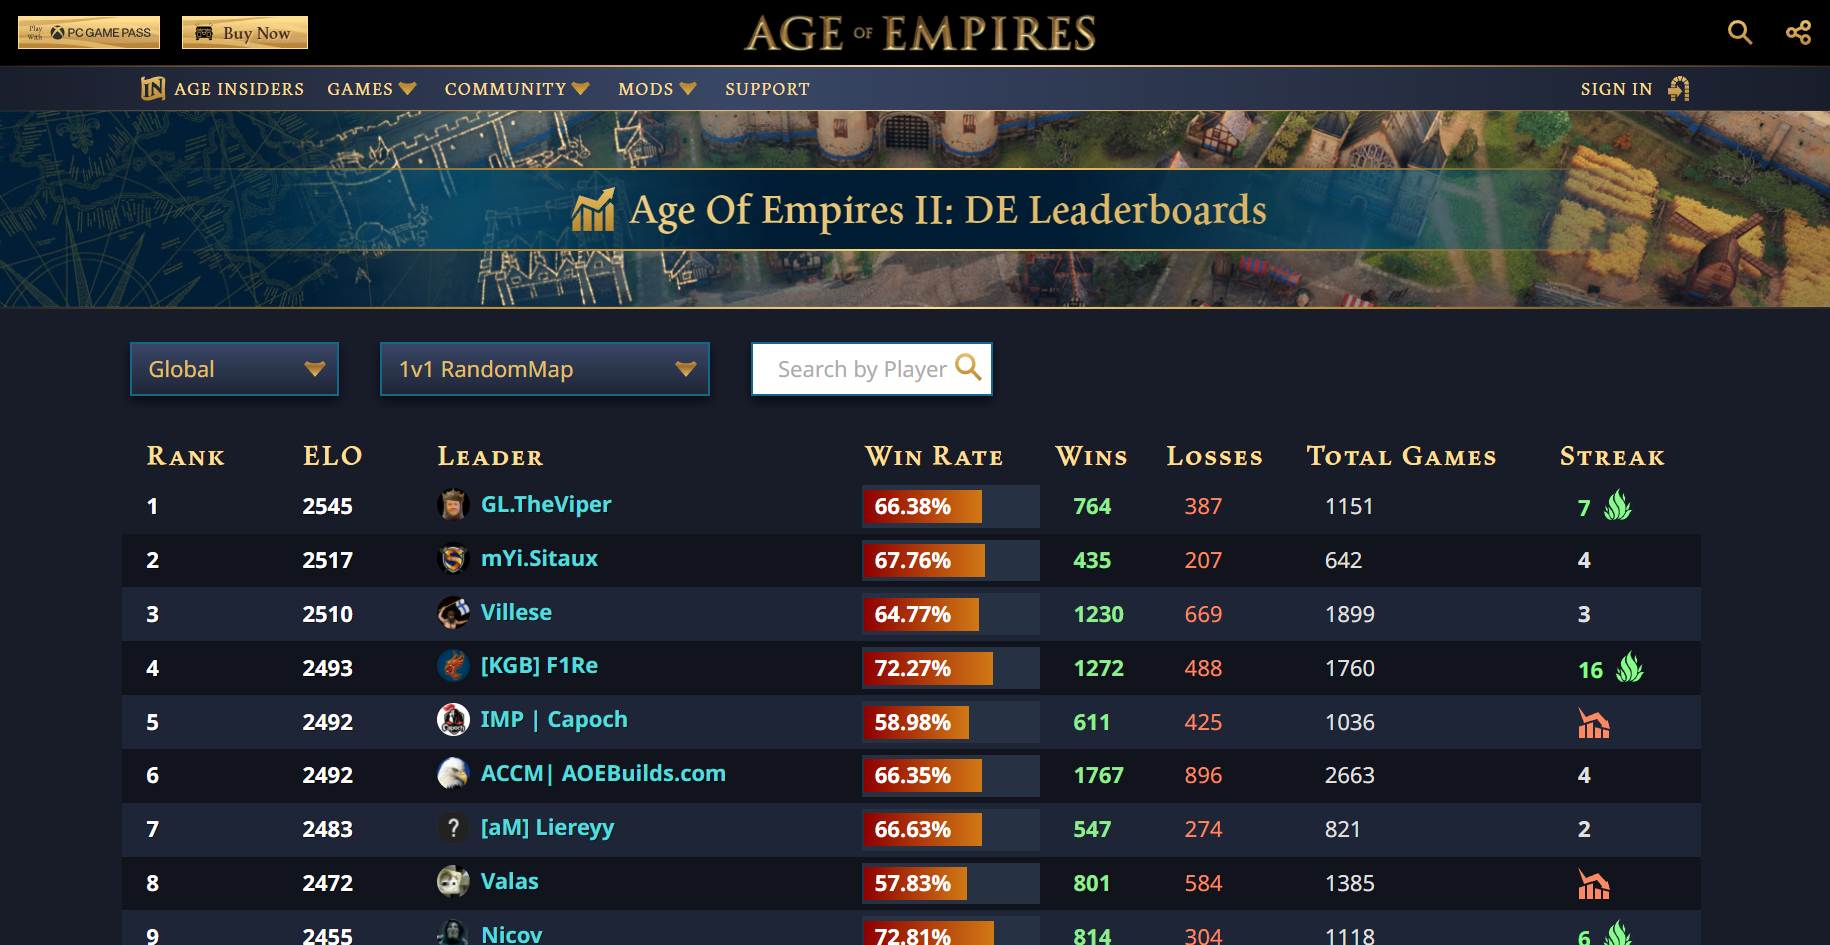 Play With PC GAME PASS
Buy Now
AGE OF EMPIRES
IN AGE INSIDERS GAMES COMMUNITY MODS SUPPORT SIGN IN
Age Of Empires II: DE Leaderboards
Global 1v1 RandomMap Search by Player
RANK ELO LEADER WIN RATE WINS LOSSES TOTAL GAMES STREAK
1 2545 GL.TheViper 66.38% 764 387 1151 7
2 2517 mYi.Sitaux 67.76% 435 207 642 4
3 2510 Villese 64.77% 1230 669 1899 3
4 2493 [KGB] F1Re 72.27% 1272 488 1760 16
5 2492 IMP | Capoch 58.98% 611 425 1036
6 2492 ACCM| AOEBuilds.com 66.35% 1767 896 2663 4
7 2483 ? [aM] Liereyy 66.63% 547 274 821 2
8 2472 Valas 57.83% 801 584 1385
9 2455 Nicov 72.81% 814 304 1118 6